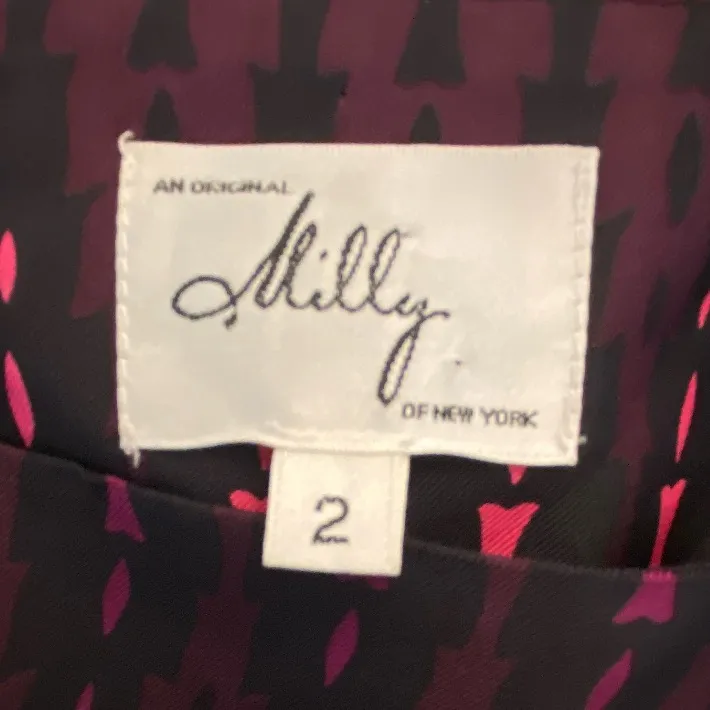 AN ORIGINAL
Milly
OF NEW YORK
2